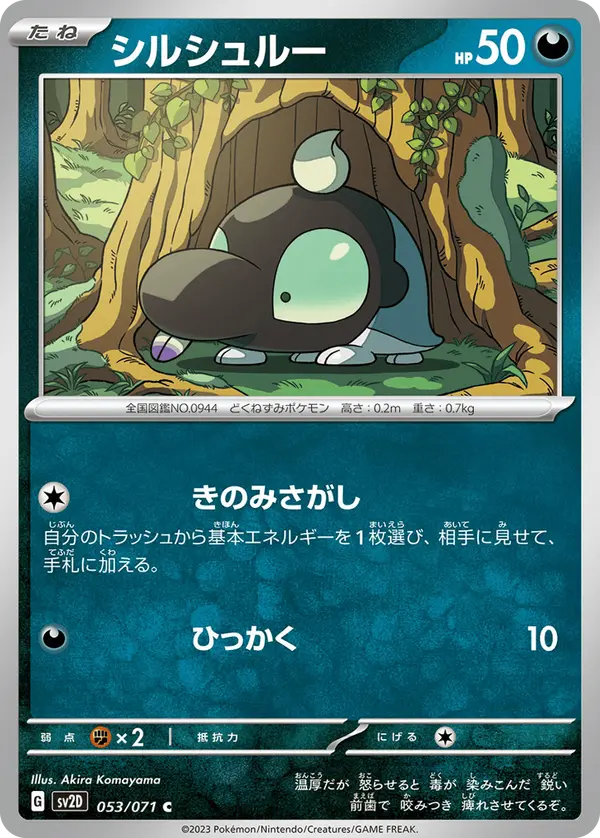 たね シルシュルー HP50
全国図鑑NO.0944 どくねずみポケモン 高さ:0.2m 重さ:0.7kg
きのみさがし
自分のトラッシュから基本エネルギーを1枚選び、相手に見せて、
手札に加える。
ひっかく 10
弱点 ×2 抵抗力 にげる
Illus. Akira Komayama
温厚だが 怒らせると 毒が 染みこんだ 鋭い
前歯で 咬みつき 痺れさせてくるぞ。
G sv2D 053/071 C
©2023 Pokémon/Nintendo/Creatures/GAME FREAK.